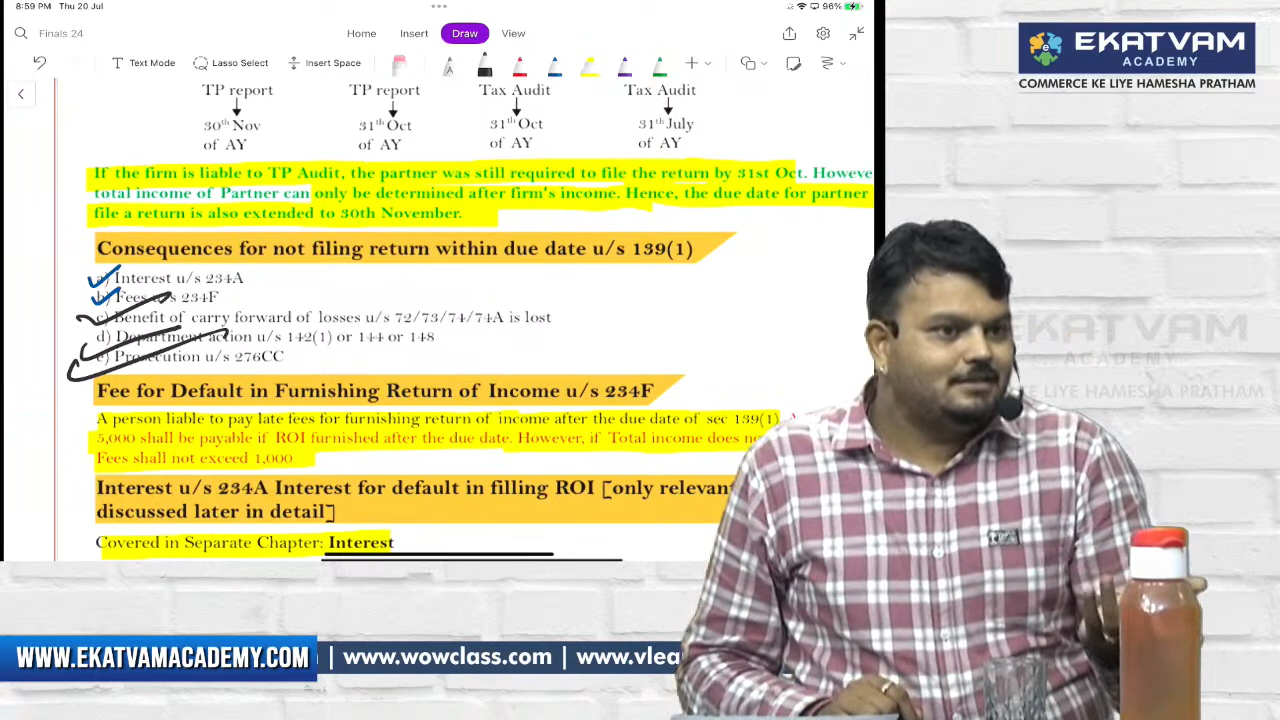 8:59 PM Thu 20 Jul
96%
Finals 24
Home Insert Draw View
Text Mode Lasso Select Insert Space
EKATVAM
ACADEMY
COMMERCE KE LIYE HAMESHA PRATHAM
TP report TP report Tax Audit Tax Audit
30th Nov 31th Oct 31th Oct 31th July
of AY of AY of AY of AY
If the firm is liable to TP Audit, the partner was still required to file the return by 31st Oct. Howeve
total income of Partner can only be determined after firm's income. Hence, the due date for partner
file a return is also extended to 30th November.
Consequences for not filing return within due date u/s 139(1)
a) Interest u/s 234A
b) Fees u/s 234F
c) Benefit of carry forward of losses u/s 72/73/74/74A is lost
d) Department action u/s 142(1) or 144 or 148
e) Prosecution u/s 276CC
EKATVAM
ACADEMY
KE LIYE HAMESHA PRATHAM
Fee for Default in Furnishing Return of Income u/s 234F
A person liable to pay late fees for furnishing return of income after the due date of sec 139(1)
5,000 shall be payable if ROI furnished after the due date. However, if Total income does
Fees shall not exceed 1,000
Interest u/s 234A Interest for default in filling ROI [only relevant
discussed later in detail]
Covered in Separate Chapter: Interest
WWW.EKATVAMACADEMY.COM | www.wowclass.com | www.vlea